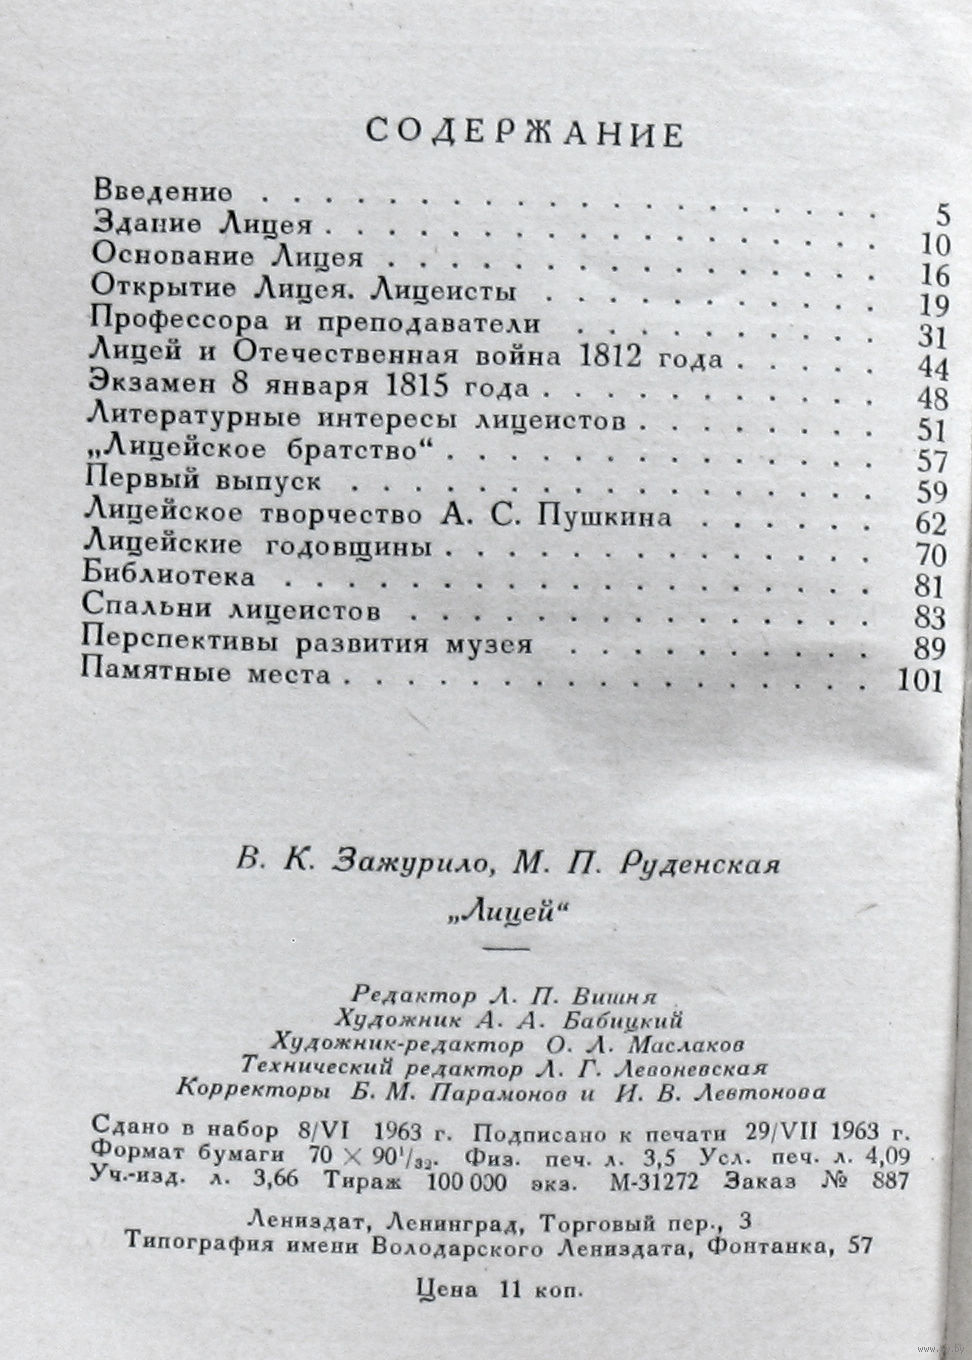 СОДЕРЖАНИЕ
Введение . . . . . . . . . . . . . . . . . . . . 5
Здание Лицея . . . . . . . . . . . . . . . . . . 10
Основание Лицея . . . . . . . . . . . . . . . . 16
Открытие Лицея. Лицеисты . . . . . . . . . . . 19
Профессора и преподаватели . . . . . . . . . . 31
Лицей и Отечественная война 1812 года . . . . . 44
Экзамен 8 января 1815 года . . . . . . . . . . . 48
Литературные интересы лицеистов . . . . . . . . 51
„Лицейское братство“ . . . . . . . . . . . . . . 57
Первый выпуск . . . . . . . . . . . . . . . . . 59
Лицейское творчество А. С. Пушкина . . . . . . 62
Лицейские годовщины . . . . . . . . . . . . . . 70
Библиотека . . . . . . . . . . . . . . . . . . . 81
Спальни лицеистов . . . . . . . . . . . . . . . 83
Перспективы развития музея . . . . . . . . . . 89
Памятные места . . . . . . . . . . . . . . . . . 101
В. К. Зажурило, М. П. Руденская
„Лицей“
Редактор Л. П. Вишня
Художник А. А. Бабицкий
Художник-редактор О. Л. Маслаков
Технический редактор Л. Г. Левоневская
Корректоры Б. М. Парамонов и И. В. Левтонова
Сдано в набор 8/VI 1963 г. Подписано к печати 29/VII 1963 г.
Формат бумаги 70 × 90¹/₃₂. Физ. печ. л. 3,5 Усл. печ. л. 4,09
Уч.-изд. л. 3,66 Тираж 100 000 экз. М-31272 Заказ № 887
Лениздат, Ленинград, Торговый пер., 3
Типография имени Володарского Лениздата, Фонтанка, 57
Цена 11 коп.